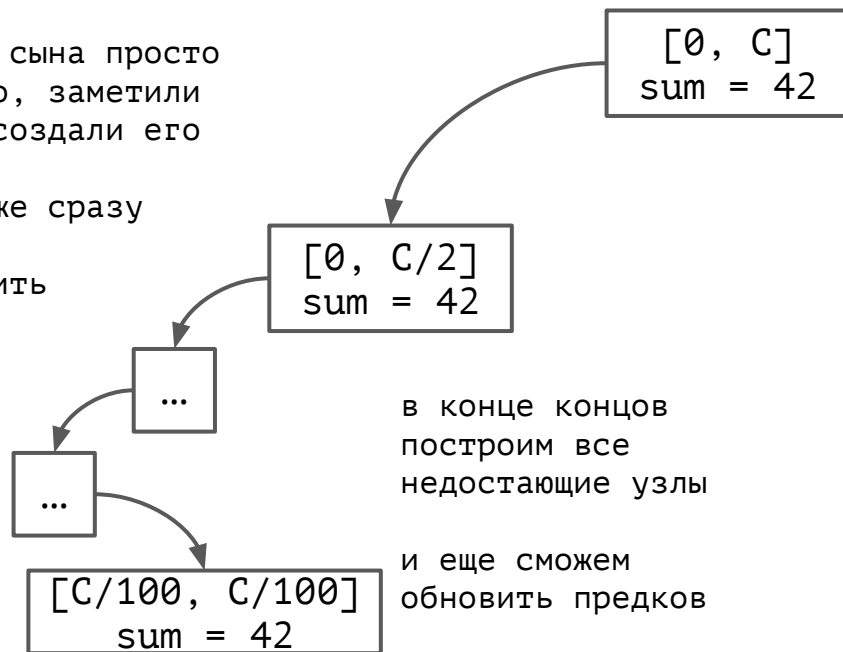 сына просто
о, заметили
создали его
же сразу
ить
[0, C]
sum = 42
[0, C/2]
sum = 42
...
...
[C/100, C/100]
sum = 42
в конце концов
построим все
недостающие узлы
и еще сможем
обновить предков